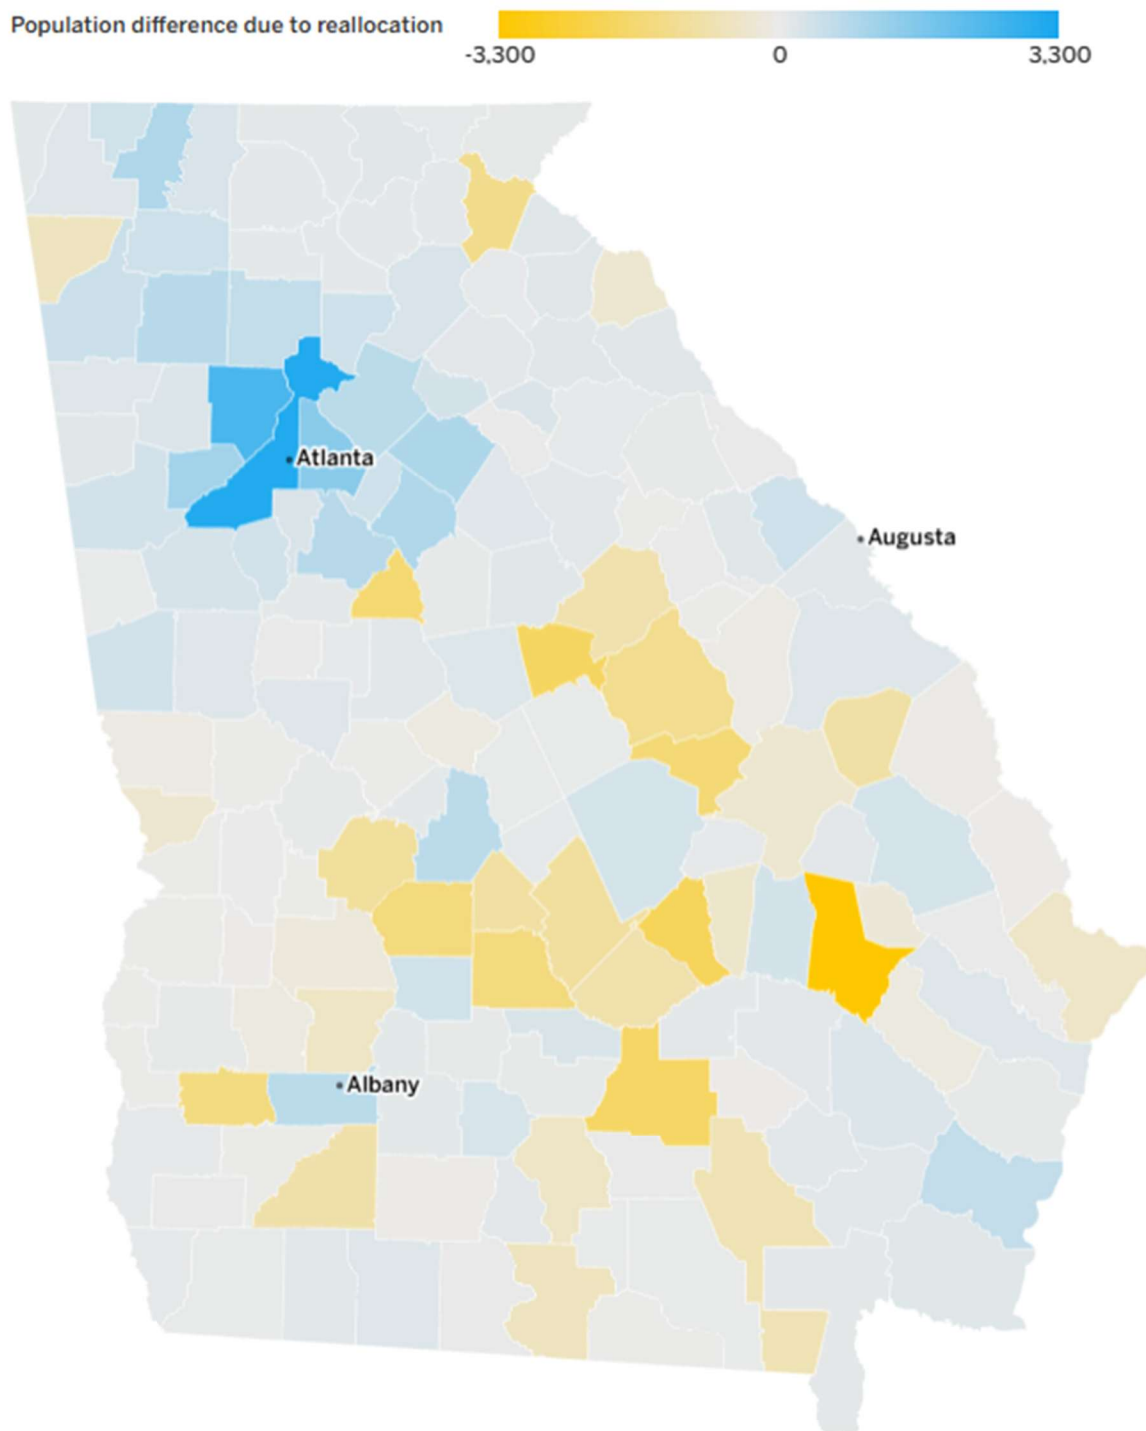 Population difference due to reallocation
-3,300 0 3,300
Atlanta
Augusta
Albany